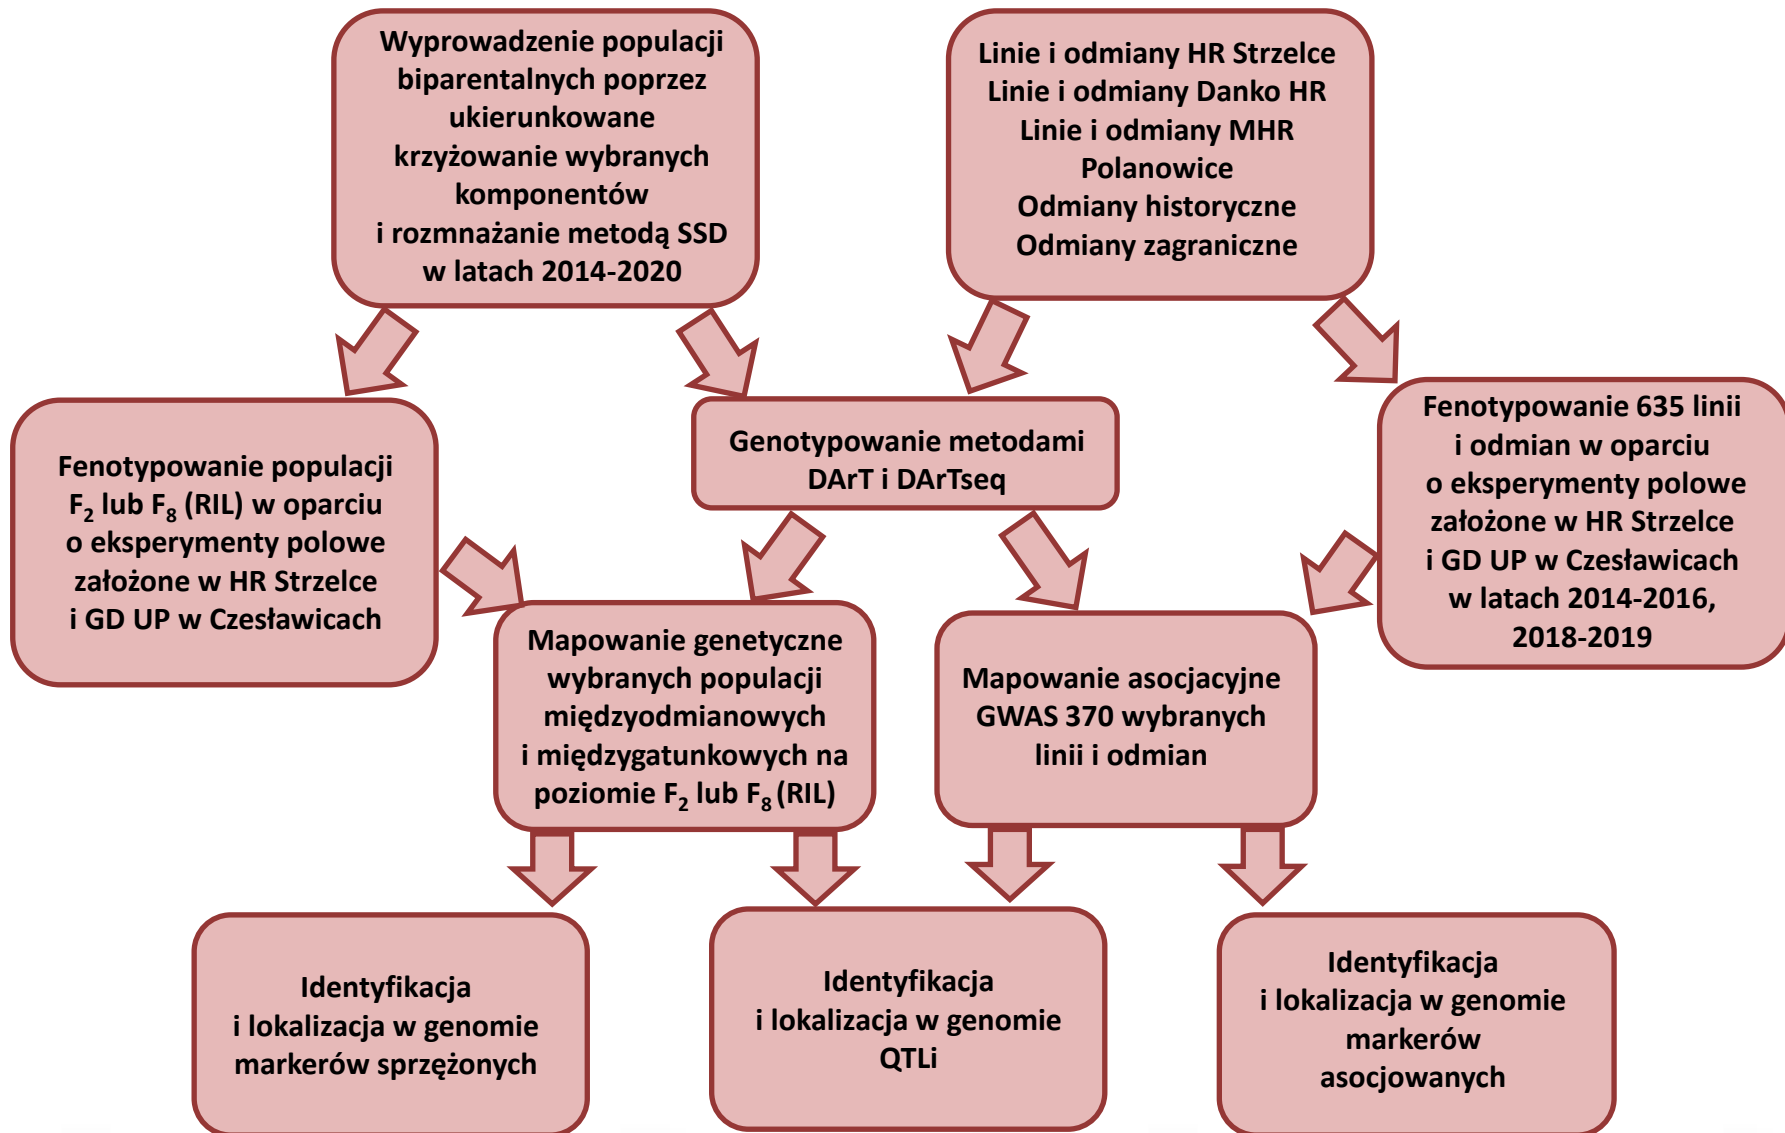 Wyprowadzenie populacji
biparentalnych poprzez
ukierunkowane
krzyżowanie wybranych
komponentów
i rozmnażanie metodą SSD
w latach 2014-2020
Linie i odmiany HR Strzelce
Linie i odmiany Danko HR
Linie i odmiany MHR
Polanowice
Odmiany historyczne
Odmiany zagraniczne
Fenotypowanie populacji
F₂ lub F₈ (RIL) w oparciu
o eksperymenty polowe
założone w HR Strzelce
i GD UP w Czesławicach
Genotypowanie metodami
DArT i DArTseq
Fenotypowanie 635 linii
i odmian w oparciu
o eksperymenty polowe
założone w HR Strzelce
i GD UP w Czesławicach
w latach 2014-2016,
2018-2019
Mapowanie genetyczne
wybranych populacji
międzyodmianowych
i międzygatunkowych na
poziomie F₂ lub F₈ (RIL)
Mapowanie asocjacyjne
GWAS 370 wybranych
linii i odmian
Identyfikacja
i lokalizacja w genomie
markerów sprzężonych
Identyfikacja
i lokalizacja w genomie
QTLi
Identyfikacja
i lokalizacja w genomie
markerów
asocjowanych